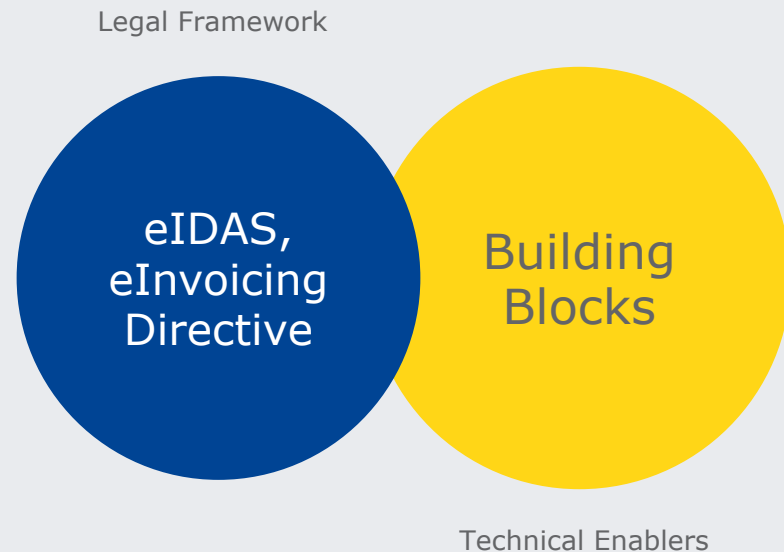 Legal Framework
eIDAS,
eInvoicing
Directive
Building
Blocks
Technical Enablers